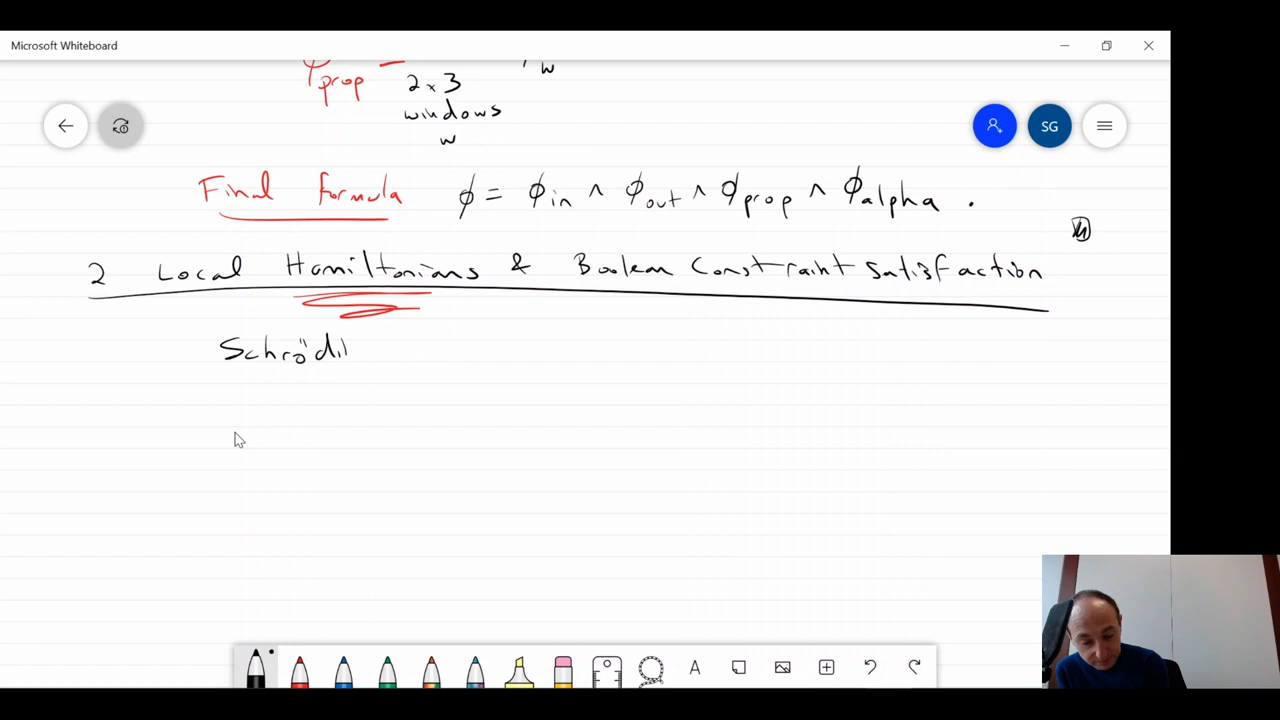 Microsoft Whiteboard
φprop = 2 × 3 w
windows
w
SG
Final formula φ = φin ∧ φout ∧ φprop ∧ φalpha .
2 Local Hamiltonians & Boolean Constraint Satisfaction
Schrödi
A